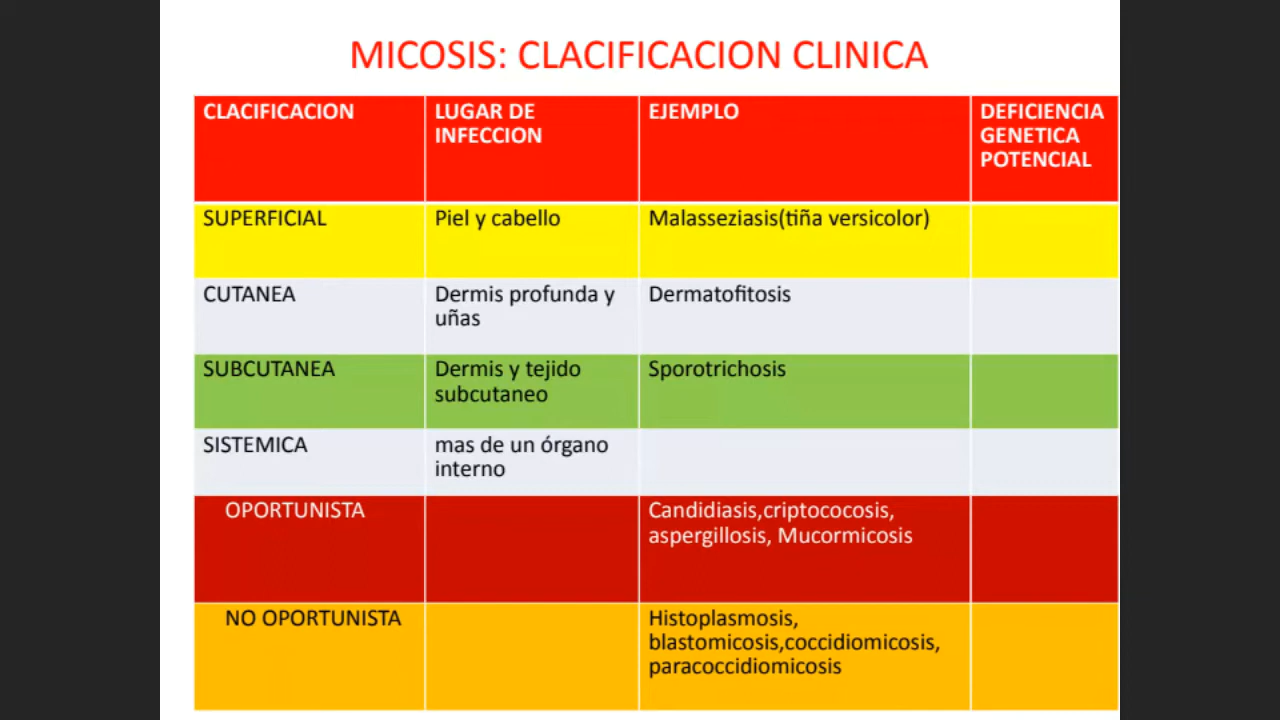 MICOSIS: CLACIFICACION CLINICA
CLACIFICACION
LUGAR DE
INFECCION
EJEMPLO
DEFICIENCIA
GENETICA
POTENCIAL
SUPERFICIAL
Piel y cabello
Malasseziasis(tiña versicolor)
CUTANEA
Dermis profunda y
uñas
Dermatofitosis
SUBCUTANEA
Dermis y tejido
subcutaneo
Sporotrichosis
SISTEMICA
mas de un órgano
interno
OPORTUNISTA
Candidiasis,criptococosis,
aspergillosis, Mucormicosis
NO OPORTUNISTA
Histoplasmosis,
blastomicosis,coccidiomicosis,
paracoccidiomicosis